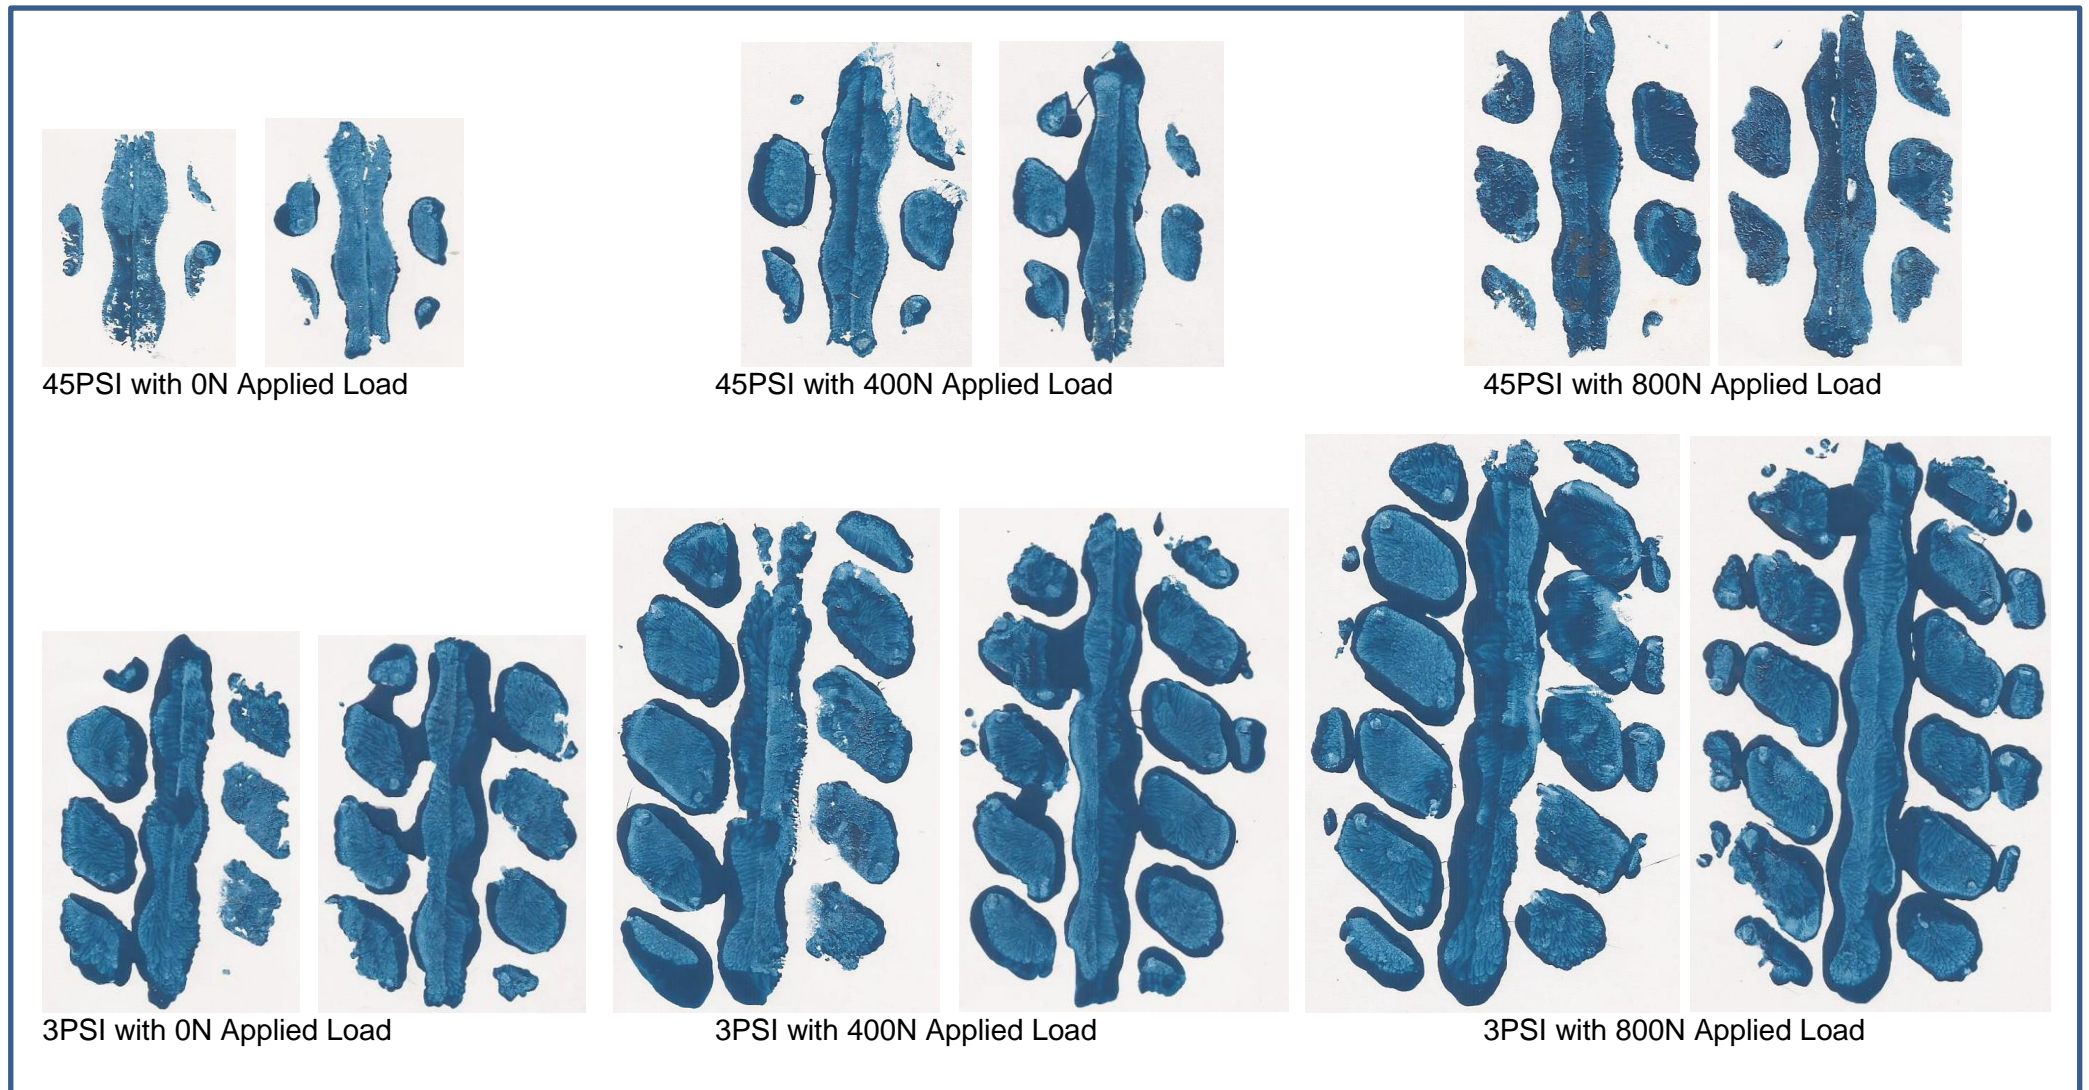 45PSI with 0N Applied Load
45PSI with 400N Applied Load
45PSI with 800N Applied Load
3PSI with 0N Applied Load
3PSI with 400N Applied Load
3PSI with 800N Applied Load